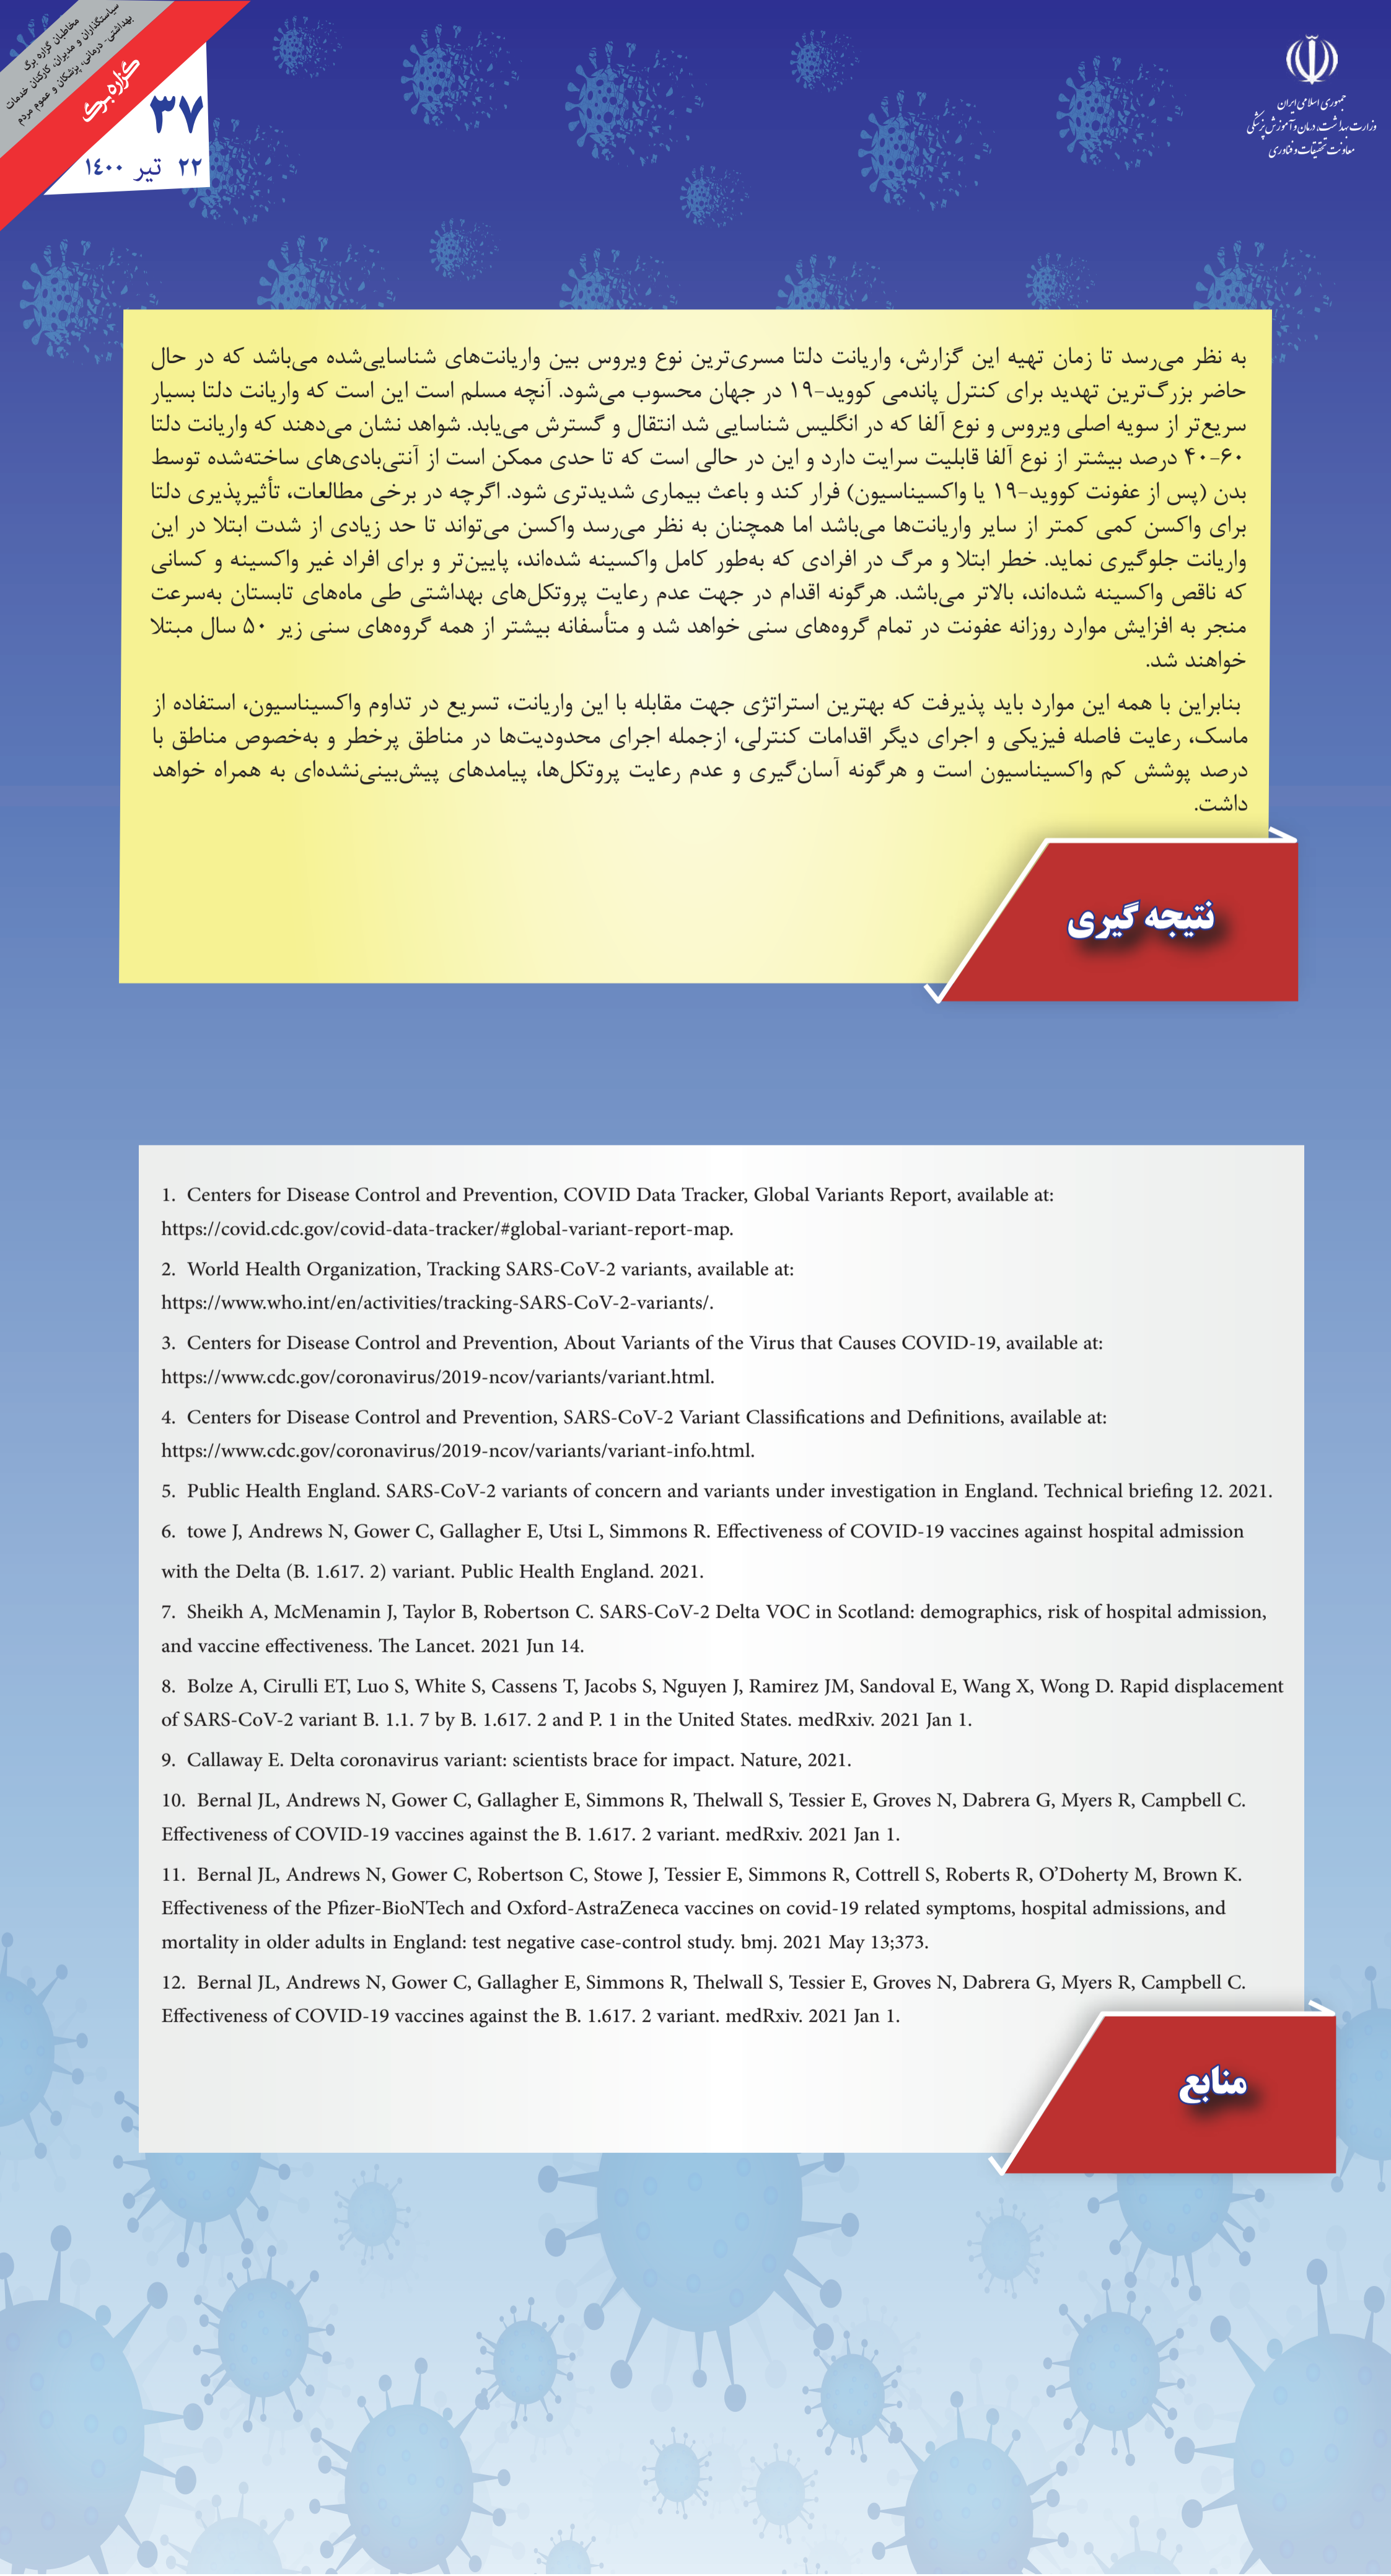 جمهوری اسلامی ایران
وزارت بهداشت، درمان و آموزش پزشکی
معاونت تحقیقات و فناوری
مخاطبان گزاره برگ
سیاستگذاران و مدیران، کارکنان خدمات
بهداشتی- درمانی، پزشکان و عموم مردم
گزاره برگ
۳۷
۲۲ تیر ۱۴۰۰
به نظر می‌رسد تا زمان تهیه این گزارش، واریانت دلتا مسری‌ترین نوع ویروس بین واریانت‌های شناسایی‌شده می‌باشد که در حال
حاضر بزرگ‌ترین تهدید برای کنترل پاندمی کووید-۱۹ در جهان محسوب می‌شود. آنچه مسلم است این است که واریانت دلتا بسیار
سریع‌تر از سویه اصلی ویروس و نوع آلفا که در انگلیس شناسایی شد انتقال و گسترش می‌یابد. شواهد نشان می‌دهند که واریانت دلتا
۴۰-۶۰ درصد بیشتر از نوع آلفا قابلیت سرایت دارد و این در حالی است که تا حدی ممکن است از آنتی‌بادی‌های ساخته‌شده توسط
بدن (پس از عفونت کووید-۱۹ یا واکسیناسیون) فرار کند و باعث بیماری شدیدتری شود. اگرچه در برخی مطالعات، تأثیرپذیری دلتا
برای واکسن کمی کمتر از سایر واریانت‌ها می‌باشد اما همچنان به نظر می‌رسد واکسن می‌تواند تا حد زیادی از شدت ابتلا در این
واریانت جلوگیری نماید. خطر ابتلا و مرگ در افرادی که به‌طور کامل واکسینه شده‌اند، پایین‌تر و برای افراد غیر واکسینه و کسانی
که ناقص واکسینه شده‌اند، بالاتر می‌باشد. هرگونه اقدام در جهت عدم رعایت پروتکل‌های بهداشتی طی ماه‌های تابستان به‌سرعت
منجر به افزایش موارد روزانه عفونت در تمام گروه‌های سنی خواهد شد و متأسفانه بیشتر از همه گروه‌های سنی زیر ۵۰ سال مبتلا
خواهند شد.
بنابراین با همه این موارد باید پذیرفت که بهترین استراتژی جهت مقابله با این واریانت، تسریع در تداوم واکسیناسیون، استفاده از
ماسک، رعایت فاصله فیزیکی و اجرای دیگر اقدامات کنترلی، ازجمله اجرای محدودیت‌ها در مناطق پرخطر و به‌خصوص مناطق با
درصد پوشش کم واکسیناسیون است و هرگونه آسان‌گیری و عدم رعایت پروتکل‌ها، پیامدهای پیش‌بینی‌نشده‌ای به همراه خواهد
داشت.
نتیجه گیری
1. Centers for Disease Control and Prevention, COVID Data Tracker, Global Variants Report, available at:
https://covid.cdc.gov/covid-data-tracker/#global-variant-report-map.
2. World Health Organization, Tracking SARS-CoV-2 variants, available at:
https://www.who.int/en/activities/tracking-SARS-CoV-2-variants/.
3. Centers for Disease Control and Prevention, About Variants of the Virus that Causes COVID-19, available at:
https://www.cdc.gov/coronavirus/2019-ncov/variants/variant.html.
4. Centers for Disease Control and Prevention, SARS-CoV-2 Variant Classifications and Definitions, available at:
https://www.cdc.gov/coronavirus/2019-ncov/variants/variant-info.html.
5. Public Health England. SARS-CoV-2 variants of concern and variants under investigation in England. Technical briefing 12. 2021.
6. towe J, Andrews N, Gower C, Gallagher E, Utsi L, Simmons R. Effectiveness of COVID-19 vaccines against hospital admission
with the Delta (B. 1.617. 2) variant. Public Health England. 2021.
7. Sheikh A, McMenamin J, Taylor B, Robertson C. SARS-CoV-2 Delta VOC in Scotland: demographics, risk of hospital admission,
and vaccine effectiveness. The Lancet. 2021 Jun 14.
8. Bolze A, Cirulli ET, Luo S, White S, Cassens T, Jacobs S, Nguyen J, Ramirez JM, Sandoval E, Wang X, Wong D. Rapid displacement
of SARS-CoV-2 variant B. 1.1. 7 by B. 1.617. 2 and P. 1 in the United States. medRxiv. 2021 Jan 1.
9. Callaway E. Delta coronavirus variant: scientists brace for impact. Nature, 2021.
10. Bernal JL, Andrews N, Gower C, Gallagher E, Simmons R, Thelwall S, Tessier E, Groves N, Dabrera G, Myers R, Campbell C.
Effectiveness of COVID-19 vaccines against the B. 1.617. 2 variant. medRxiv. 2021 Jan 1.
11. Bernal JL, Andrews N, Gower C, Robertson C, Stowe J, Tessier E, Simmons R, Cottrell S, Roberts R, O’Doherty M, Brown K.
Effectiveness of the Pfizer-BioNTech and Oxford-AstraZeneca vaccines on covid-19 related symptoms, hospital admissions, and
mortality in older adults in England: test negative case-control study. bmj. 2021 May 13;373.
12. Bernal JL, Andrews N, Gower C, Gallagher E, Simmons R, Thelwall S, Tessier E, Groves N, Dabrera G, Myers R, Campbell C.
Effectiveness of COVID-19 vaccines against the B. 1.617. 2 variant. medRxiv. 2021 Jan 1.
منابع